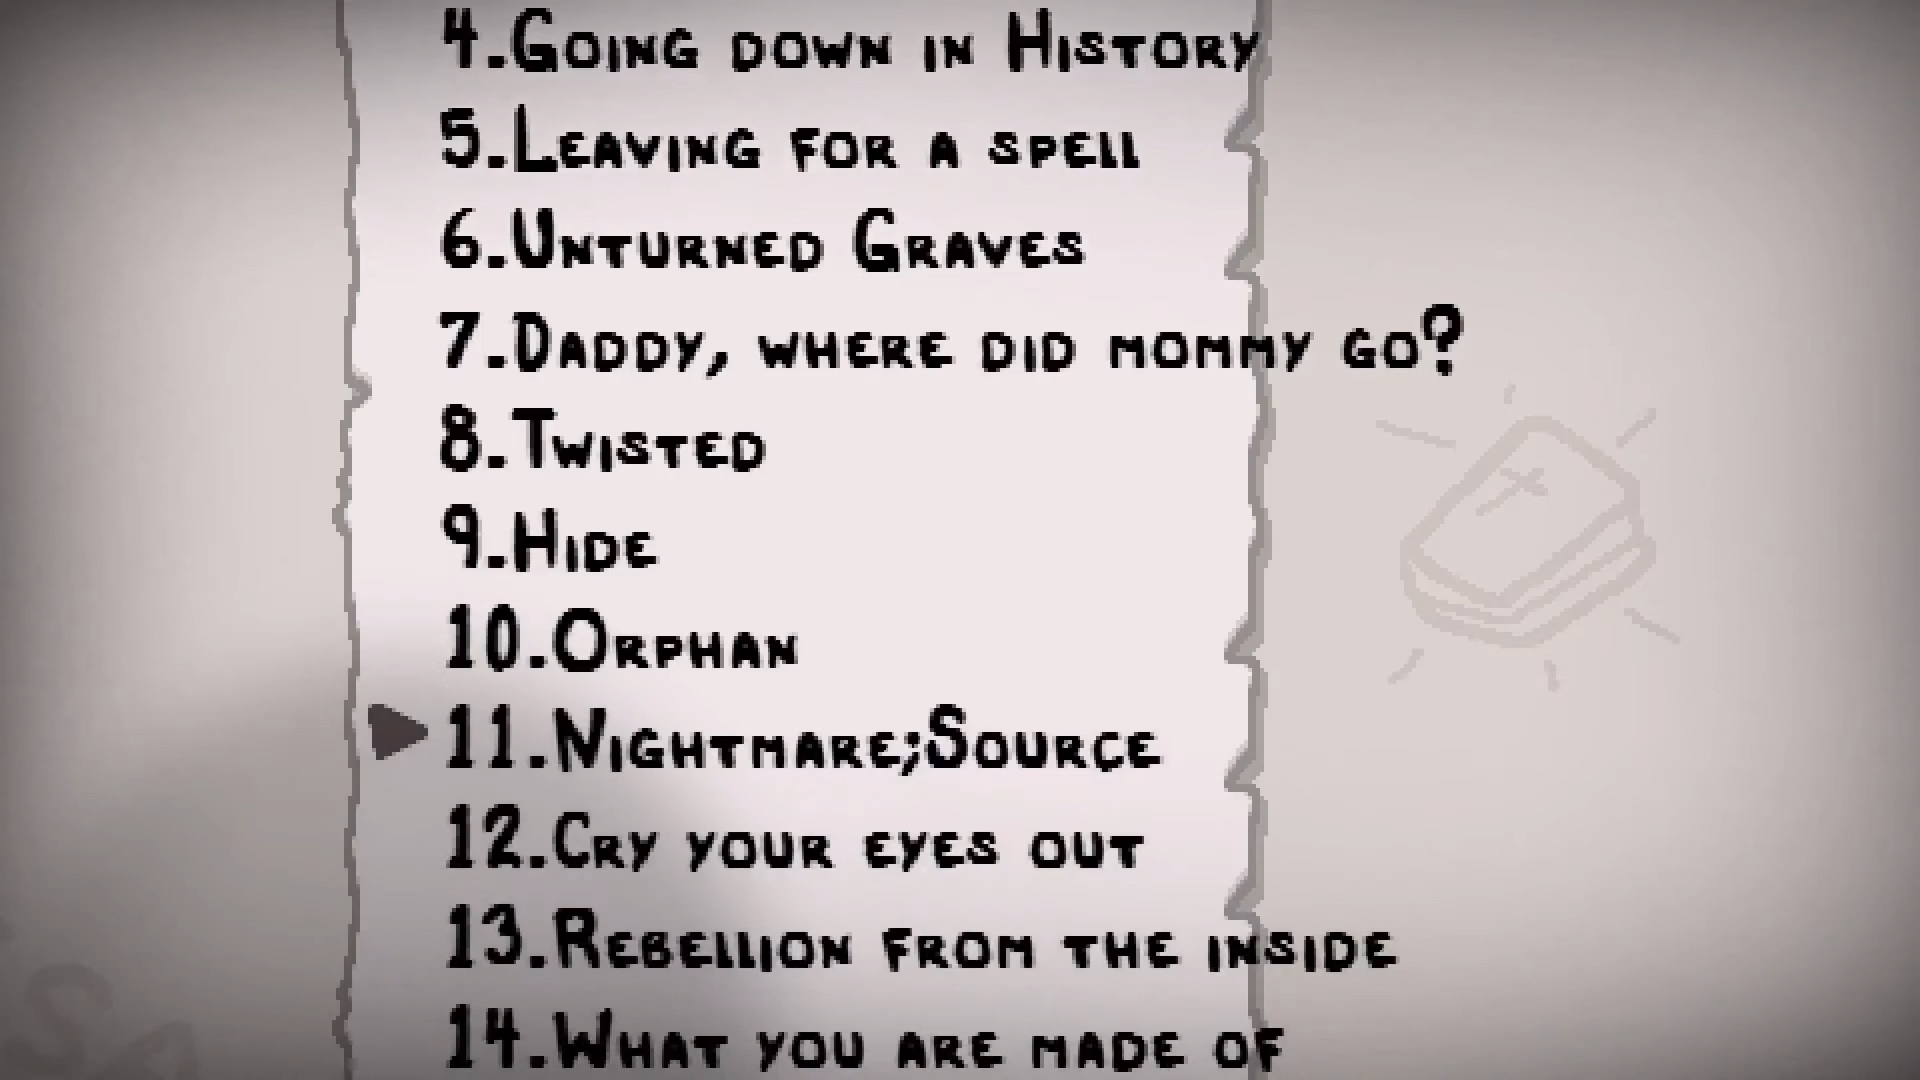 4.Going down in History
5.Leaving for a spell
6.Unturned Graves
7.Daddy, where did mommy go?
8.Twisted
9.Hide
10.Orphan
11.Nightmare;Source
12.Cry your eyes out
13.Rebellion from the inside
14.What you are made of